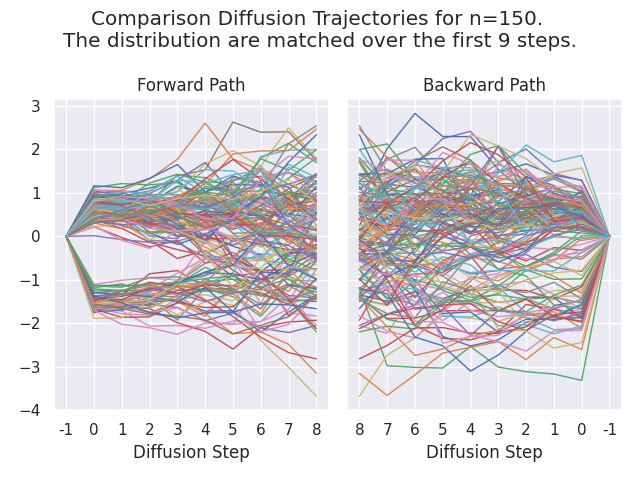 Comparison Diffusion Trajectories for n=150.
The distribution are matched over the first 9 steps.
Forward Path
Backward Path
3
2
1
0
−1
−2
−3
−4
-1 0 1 2 3 4 5 6 7 8
8 7 6 5 4 3 2 1 0 -1
Diffusion Step
Diffusion Step